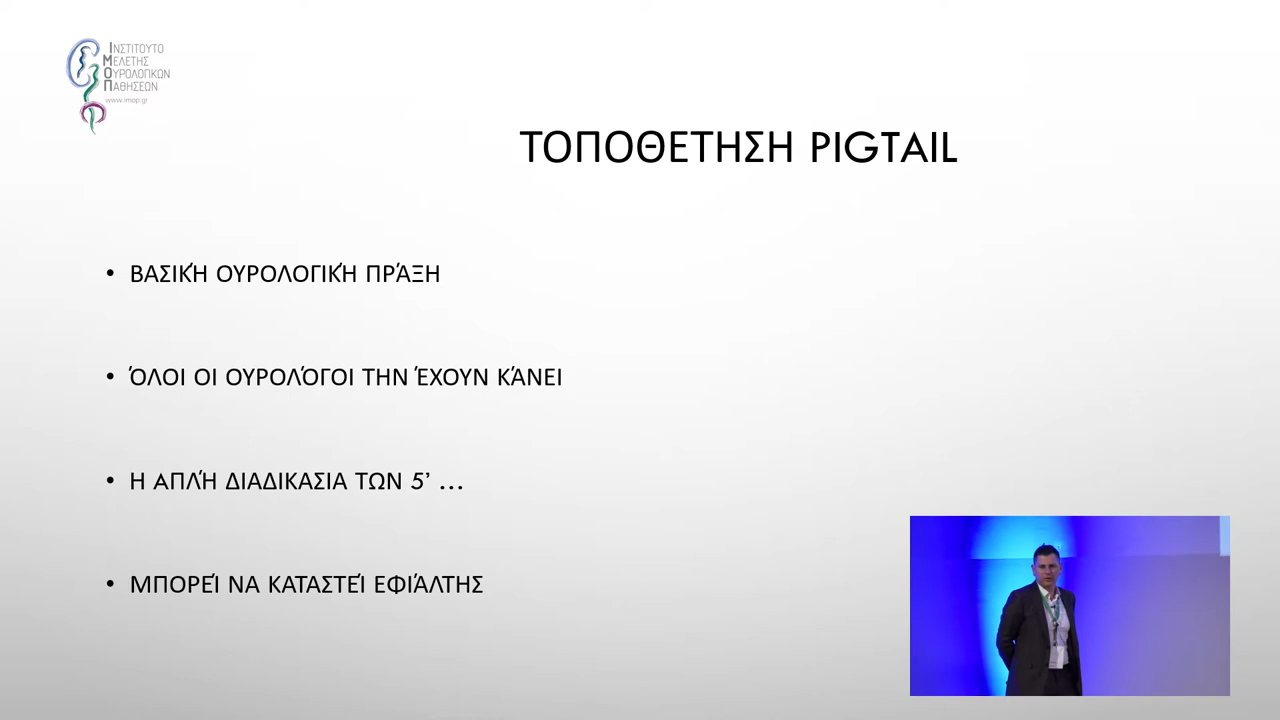 ΙΝΣΤΙΤΟΥΤΟ
ΜΕΛΕΤΗΣ
ΟΥΡΟΛΟΓΙΚΩΝ
ΠΑΘΗΣΕΩΝ
www.imop.gr
ΤΟΠΟΘΕΤΗΣΗ PIGTAIL
• ΒΑΣΙΚΉ ΟΥΡΟΛΟΓΙΚΉ ΠΡΆΞΗ
• ΌΛΟΙ ΟΙ ΟΥΡΟΛΌΓΟΙ ΤΗΝ ΈΧΟΥΝ ΚΆΝΕΙ
• Η ΑΠΛΉ ΔΙΑΔΙΚΑΣΙΑ ΤΩΝ 5’ ...
• ΜΠΟΡΕΊ ΝΑ ΚΑΤΑΣΤΕΊ ΕΦΙΆΛΤΗΣ